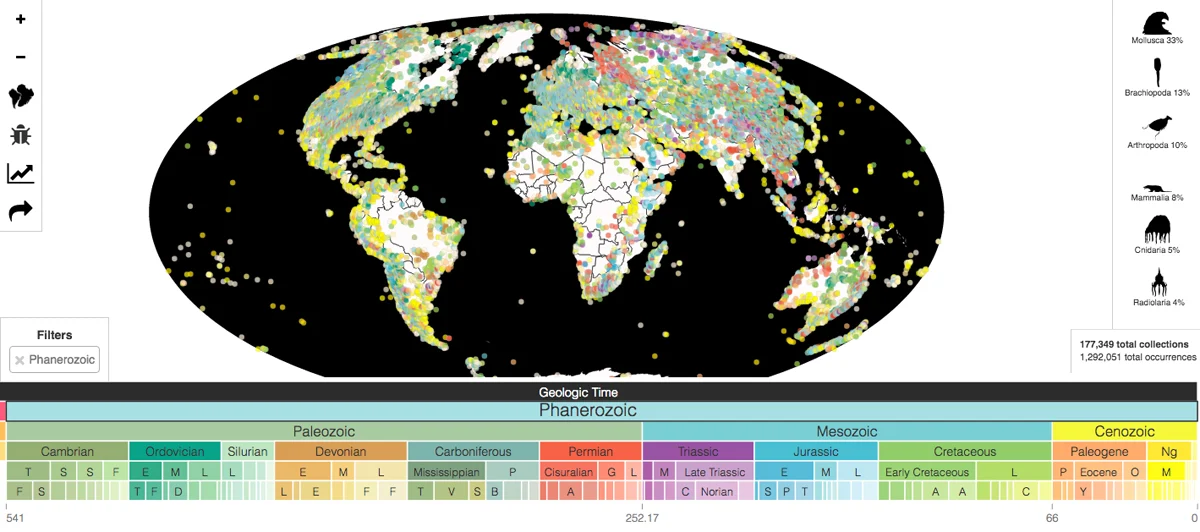 +
−
Mollusca 33%
Brachiopoda 13%
Arthropoda 10%
Mammalia 8%
Cnidaria 5%
Radiolaria 4%
Filters
× Phanerozoic
177,349 total collections
1,292,051 total occurrences
Geologic Time
Phanerozoic
Paleozoic Mesozoic Cenozoic
Cambrian Ordovician Silurian Devonian Carboniferous Permian Triassic Jurassic Cretaceous Paleogene Ng
T S S F E M L L E M L Mississippian P Cisuralian G L M Late Triassic E M L Early Cretaceous L P Eocene O M
F S T F D L E F F T V S B A C Norian S P T A A C Y
541 252.17 66 0